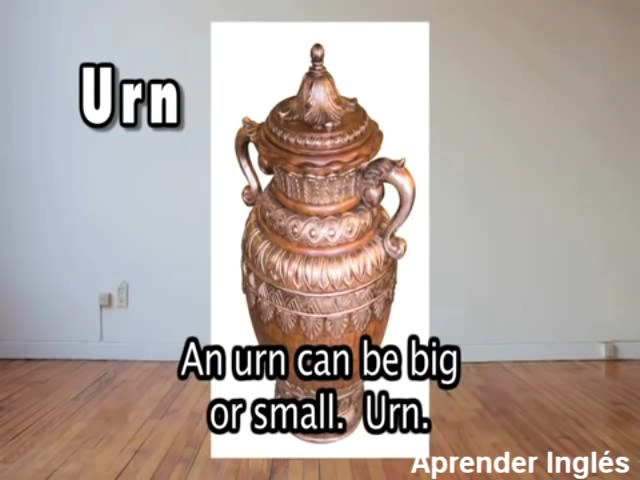 Urn
An urn can be big
or small. Urn.
Aprender Inglés